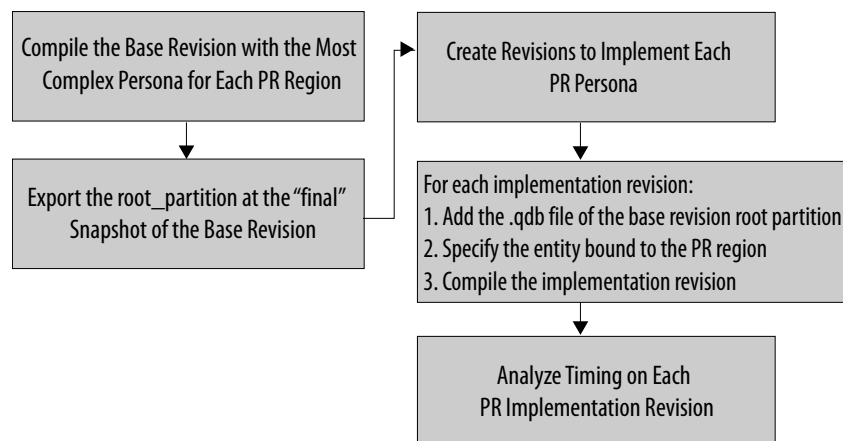 Compile the Base Revision with the Most
Complex Persona for Each PR Region
Export the root_partition at the “final”
Snapshot of the Base Revision
Create Revisions to Implement Each
PR Persona
For each implementation revision:
1. Add the .qdb file of the base revision root partition
2. Specify the entity bound to the PR region
3. Compile the implementation revision
Analyze Timing on Each
PR Implementation Revision